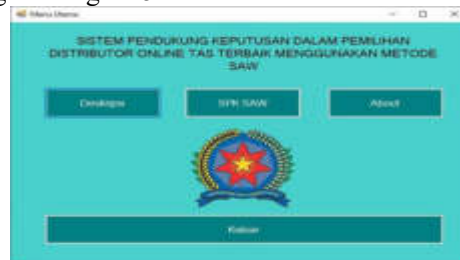 Menu Utama
SISTEM PENDUKUNG KEPUTUSAN DALAM PEMILIHAN
DISTRIBUTOR ONLINE TAS TERBAIK MENGGUNAKAN METODE
SAW
Deskripsi SPK SAW About
Keluar